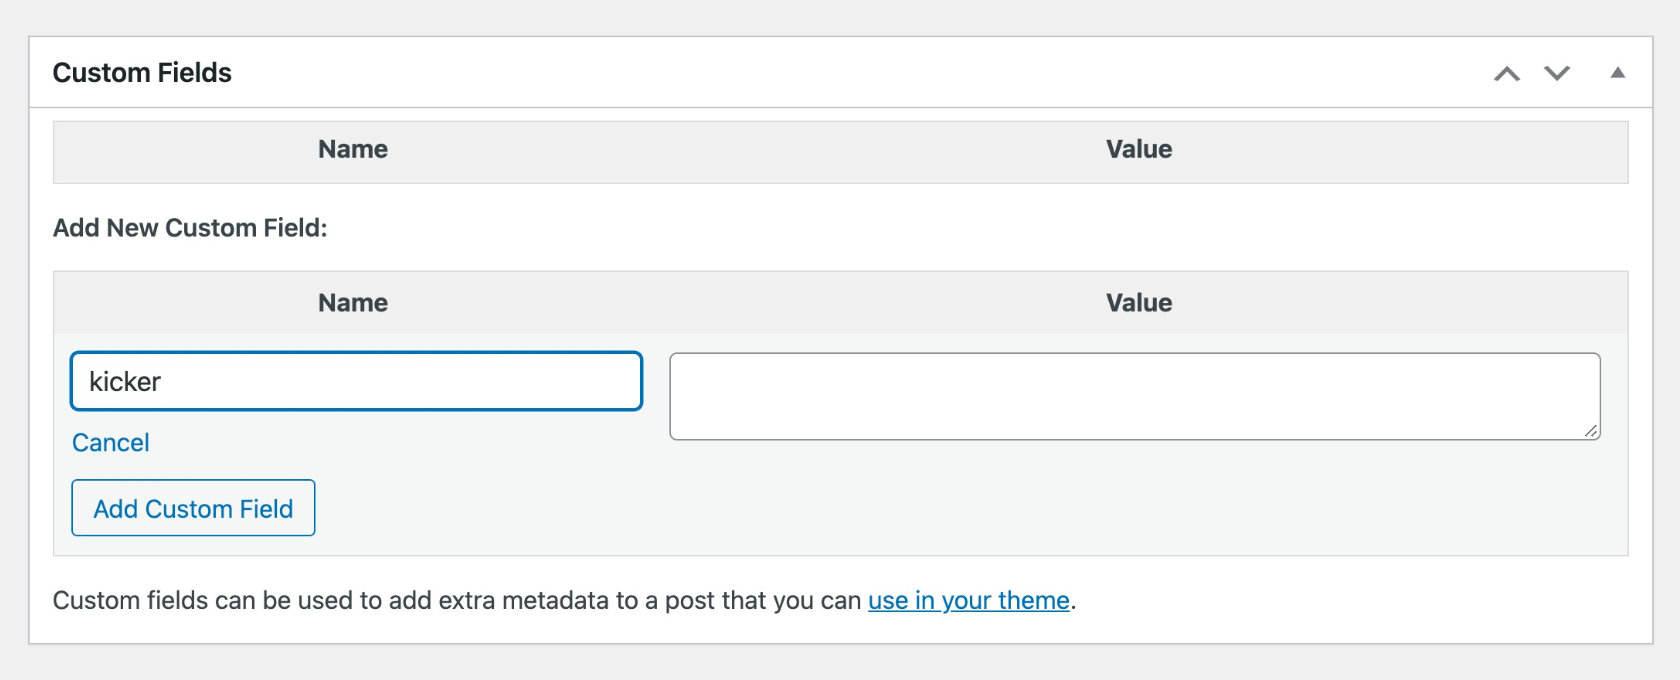 Custom Fields
Name Value
Add New Custom Field:
Name Value
kicker
Cancel
Add Custom Field
Custom fields can be used to add extra metadata to a post that you can use in your theme.